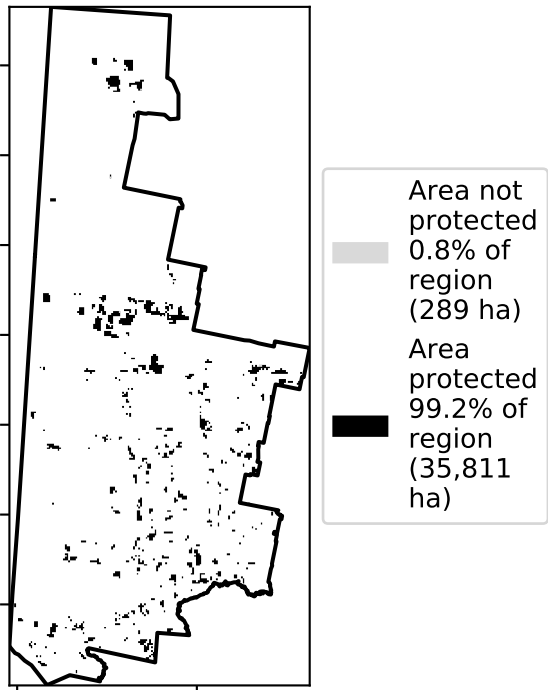 Area not
protected
0.8% of
region
(289 ha)
Area
protected
99.2% of
region
(35,811
ha)